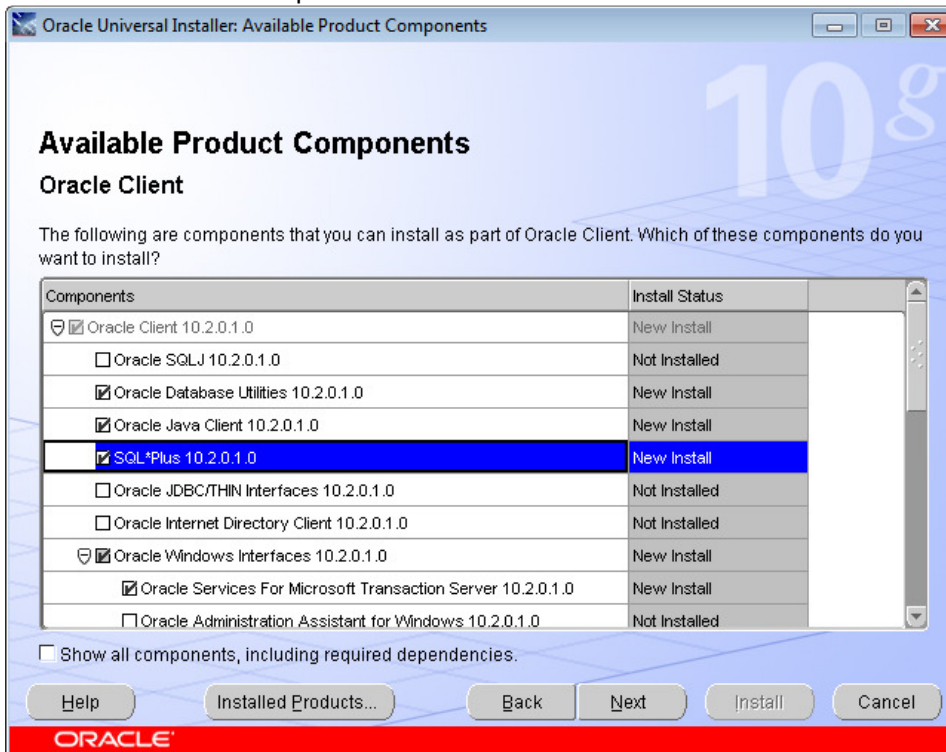 Oracle Universal Installer: Available Product Components
10g
Available Product Components
Oracle Client
The following are components that you can install as part of Oracle Client. Which of these components do you
want to install?
Components Install Status
Oracle Client 10.2.0.1.0 New Install
Oracle SQLJ 10.2.0.1.0 Not Installed
Oracle Database Utilities 10.2.0.1.0 New Install
Oracle Java Client 10.2.0.1.0 New Install
SQL*Plus 10.2.0.1.0 New Install
Oracle JDBC/THIN Interfaces 10.2.0.1.0 Not Installed
Oracle Internet Directory Client 10.2.0.1.0 Not Installed
Oracle Windows Interfaces 10.2.0.1.0 New Install
Oracle Services For Microsoft Transaction Server 10.2.0.1.0 New Install
Oracle Administration Assistant for Windows 10.2.0.1.0 Not Installed
Show all components, including required dependencies.
Help Installed Products... Back Next Install Cancel
ORACLE